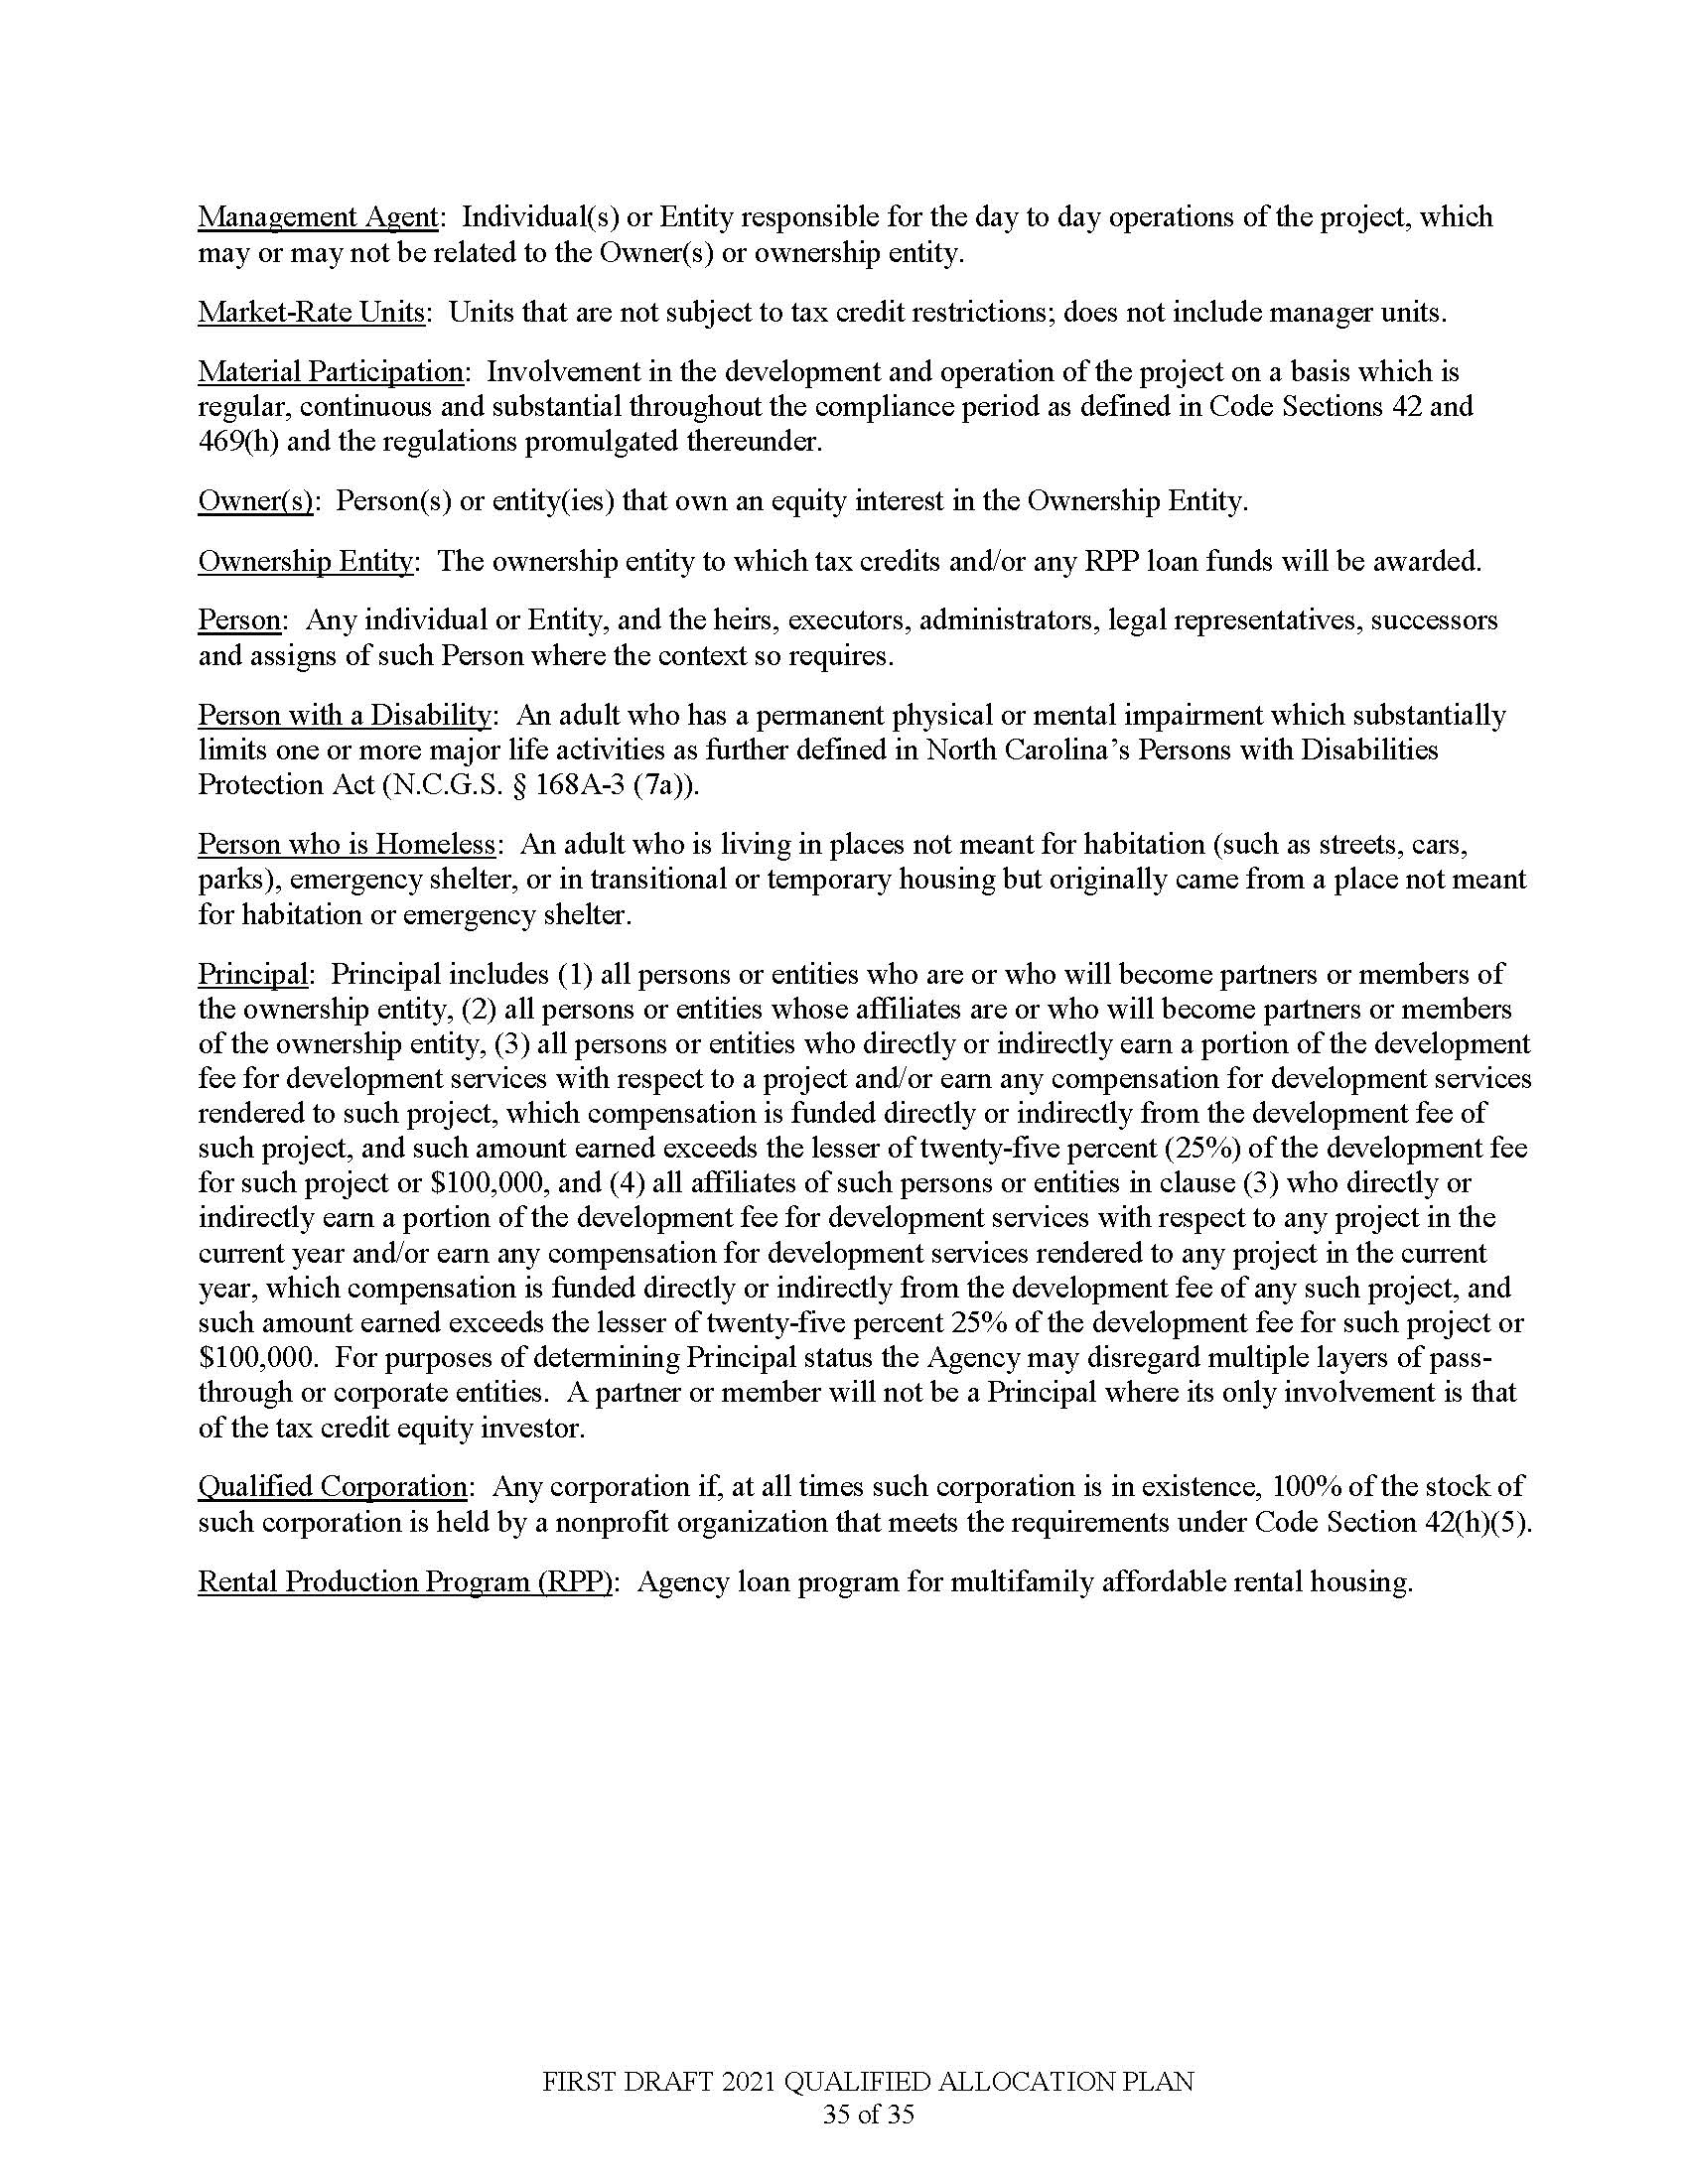 Management Agent:  Individual(s) or Entity responsible for the day to day operations of the project, which
may or may not be related to the Owner(s) or ownership entity.
Market-Rate Units:  Units that are not subject to tax credit restrictions; does not include manager units.
Material Participation:  Involvement in the development and operation of the project on a basis which is
regular, continuous and substantial throughout the compliance period as defined in Code Sections 42 and
469(h) and the regulations promulgated thereunder.
Owner(s):  Person(s) or entity(ies) that own an equity interest in the Ownership Entity.
Ownership Entity:  The ownership entity to which tax credits and/or any RPP loan funds will be awarded.
Person:  Any individual or Entity, and the heirs, executors, administrators, legal representatives, successors
and assigns of such Person where the context so requires.
Person with a Disability:  An adult who has a permanent physical or mental impairment which substantially
limits one or more major life activities as further defined in North Carolina’s Persons with Disabilities
Protection Act (N.C.G.S. § 168A-3 (7a)).
Person who is Homeless:  An adult who is living in places not meant for habitation (such as streets, cars,
parks), emergency shelter, or in transitional or temporary housing but originally came from a place not meant
for habitation or emergency shelter.
Principal:  Principal includes (1) all persons or entities who are or who will become partners or members of
the ownership entity, (2) all persons or entities whose affiliates are or who will become partners or members
of the ownership entity, (3) all persons or entities who directly or indirectly earn a portion of the development
fee for development services with respect to a project and/or earn any compensation for development services
rendered to such project, which compensation is funded directly or indirectly from the development fee of
such project, and such amount earned exceeds the lesser of twenty-five percent (25%) of the development fee
for such project or $100,000, and (4) all affiliates of such persons or entities in clause (3) who directly or
indirectly earn a portion of the development fee for development services with respect to any project in the
current year and/or earn any compensation for development services rendered to any project in the current
year, which compensation is funded directly or indirectly from the development fee of any such project, and
such amount earned exceeds the lesser of twenty-five percent 25% of the development fee for such project or
$100,000.  For purposes of determining Principal status the Agency may disregard multiple layers of pass-
through or corporate entities.  A partner or member will not be a Principal where its only involvement is that
of the tax credit equity investor.
Qualified Corporation:  Any corporation if, at all times such corporation is in existence, 100% of the stock of
such corporation is held by a nonprofit organization that meets the requirements under Code Section 42(h)(5).
Rental Production Program (RPP):  Agency loan program for multifamily affordable rental housing.
FIRST DRAFT 2021 QUALIFIED ALLOCATION PLAN
35 of 35